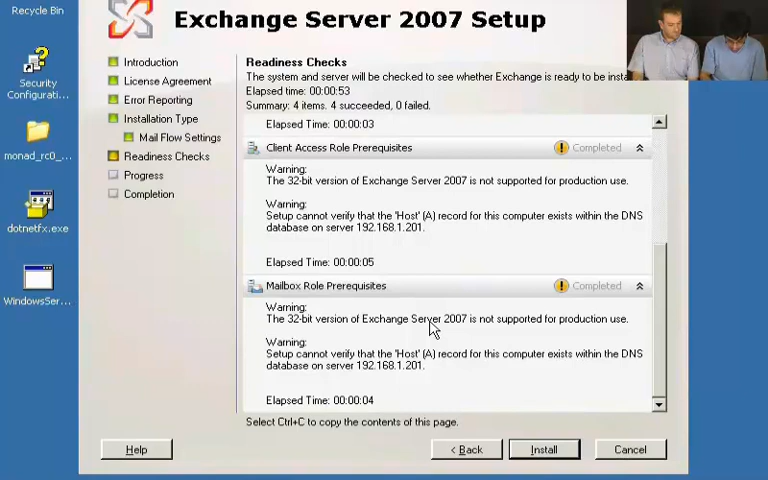 Recycle Bin
Security
Configurati...
monad_rc0_...
dotnetfx.exe
WindowsSer...
Exchange Server 2007 Setup
Introduction
License Agreement
Error Reporting
Installation Type
Mail Flow Settings
Readiness Checks
Progress
Completion
Readiness Checks
The system and server will be checked to see whether Exchange is ready to be insta
Elapsed time: 00:00:53
Summary: 4 items. 4 succeeded, 0 failed.
Elapsed Time: 00:00:03
Client Access Role Prerequisites
Completed
Warning:
The 32-bit version of Exchange Server 2007 is not supported for production use.
Warning:
Setup cannot verify that the 'Host' (A) record for this computer exists within the DNS
database on server 192.168.1.201.
Elapsed Time: 00:00:05
Mailbox Role Prerequisites
Completed
Warning:
The 32-bit version of Exchange Server 2007 is not supported for production use.
Warning:
Setup cannot verify that the 'Host' (A) record for this computer exists within the DNS
database on server 192.168.1.201.
Elapsed Time: 00:00:04
Select Ctrl+C to copy the contents of this page.
Help
< Back
Install
Cancel